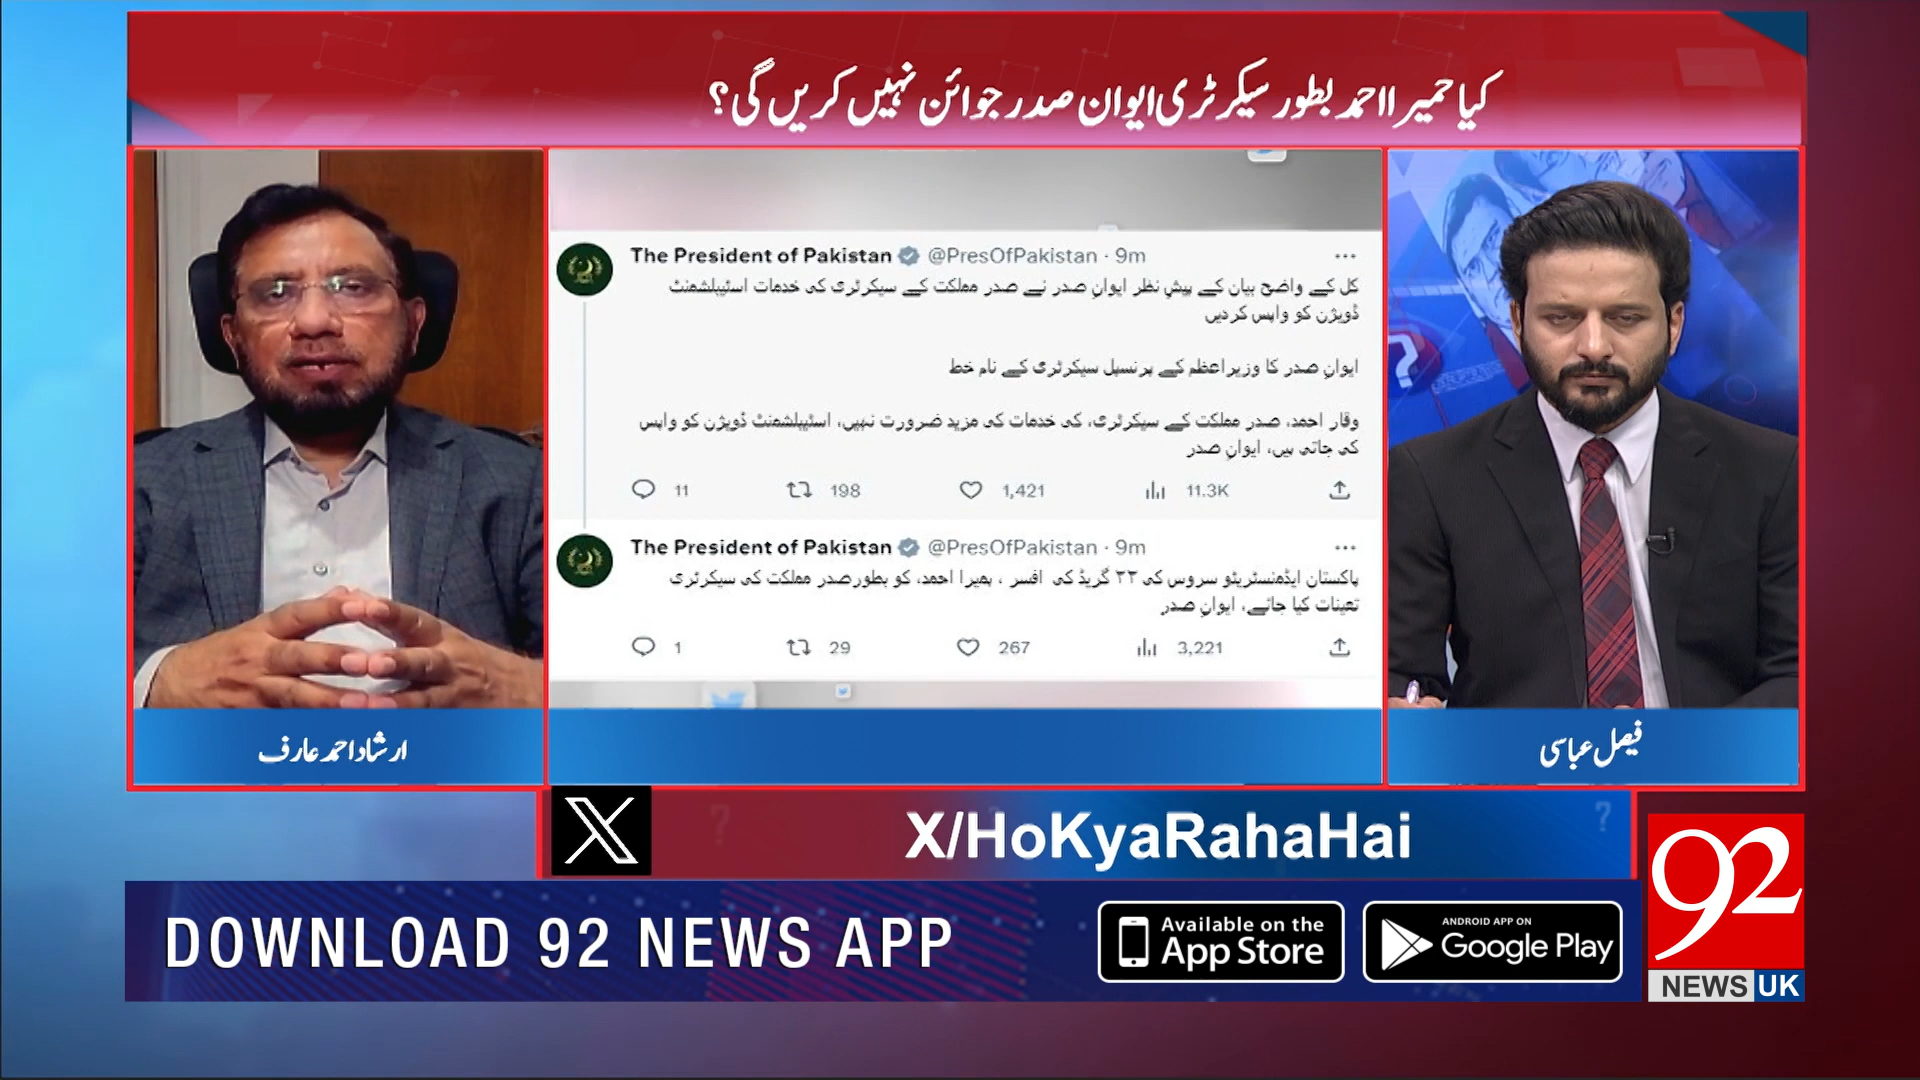 کیا حمیرا احمد بطور سیکرٹری ایوان صدر جوائن نہیں کریں گی؟
The President of Pakistan @PresOfPakistan · 9m
کل کے واضح بیان کے پیشِ نظر ایوانِ صدر نے صدر مملکت کے سیکرٹری کی خدمات اسٹیبلشمنٹ
ڈویژن کو واپس کردیں
ایوانِ صدر کا وزیراعظم کے پرنسپل سیکرٹری کے نام خط
وقار احمد، صدر مملکت کے سیکرٹری، کی خدمات کی مزید ضرورت نہیں، اسٹیبلشمنٹ ڈویژن کو واپس
کی جاتی ہیں، ایوانِ صدر
11 198 1,421 11.3K
The President of Pakistan @PresOfPakistan · 9m
پاکستان ایڈمنسٹریٹو سروس کی ۲۲ گریڈ کی افسر ، حمیرا احمد، کو بطورصدر مملکت کی سیکرٹری
تعینات کیا جائے، ایوانِ صدر
1 29 267 3,221
ارشاد احمد عارف
فیصل عباسی
X/HoKyaRahaHai
DOWNLOAD 92 NEWS APP
Available on the
App Store
ANDROID APP ON
Google Play
92
NEWS UK